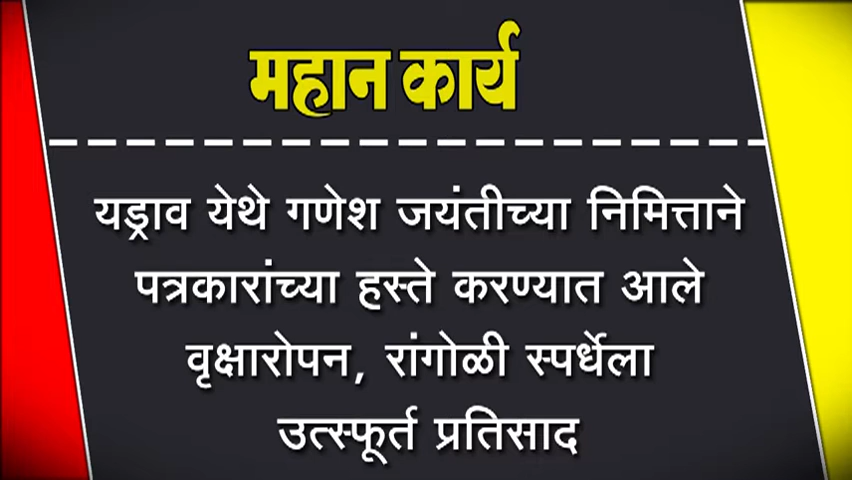 महान कार्य
यड्राव येथे गणेश जयंतीच्या निमित्ताने
पत्रकारांच्या हस्ते करण्यात आले
वृक्षारोपन, रांगोळी स्पर्धेला
उत्स्फूर्त प्रतिसाद